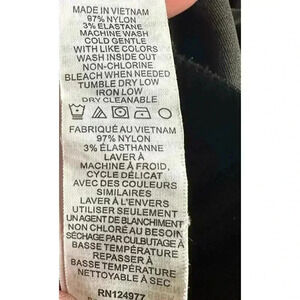 MADE IN VIETNAM
97% NYLON
3% ELASTANE
MACHINE WASH
COLD GENTLE
WITH LIKE COLORS
WASH INSIDE OUT
NON-CHLORINE
BLEACH WHEN NEEDED
TUMBLE DRY LOW
IRON LOW
DRY CLEANABLE
FABRIQUÉ AU VIETNAM
97% NYLON
3% ÉLASTHANNE
LAVER À
MACHINE À FROID,
CYCLE DÉLICAT
AVEC DES COULEURS
SIMILAIRES
LAVER À L'ENVERS
UTILISER SEULEMENT
UN AGENT DE BLANCHIMENT
NON CHLORÉ AU BESOIN
SÉCHAGE PAR CULBUTAGE À
BASSE TEMPÉRATURE
REPASSER À
BASSE TEMPÉRATURE
NETTOYABLE À SEC
RN124977